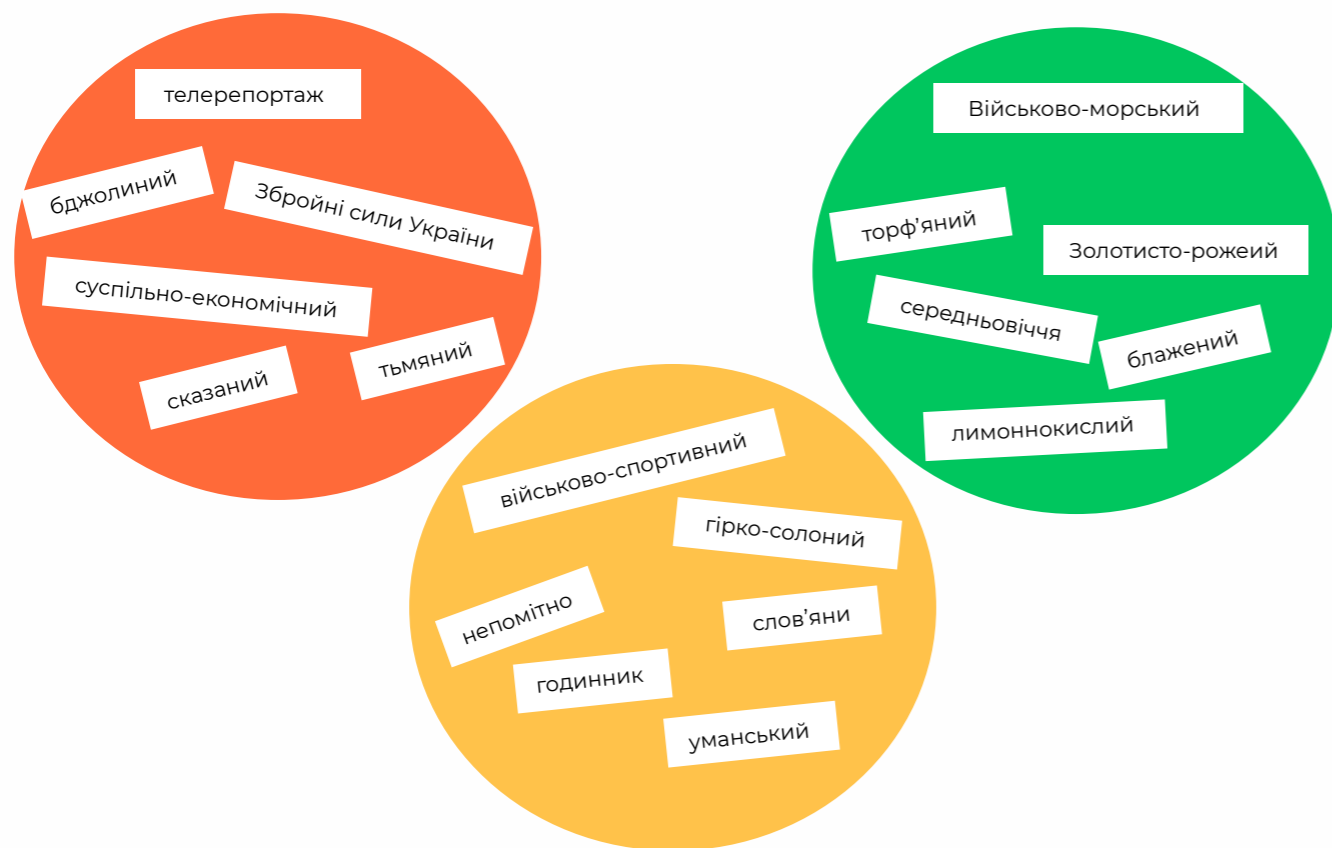 телерепортаж
бджолиний
Збройні сили України
суспільно-економічний
тьмяний
сказаний
Військово-морський
торф’яний
Золотисто-рожеий
середньовіччя
блажений
лимоннокислий
військово-спортивний
гірко-солоний
непомітно
слов’яни
годинник
уманський